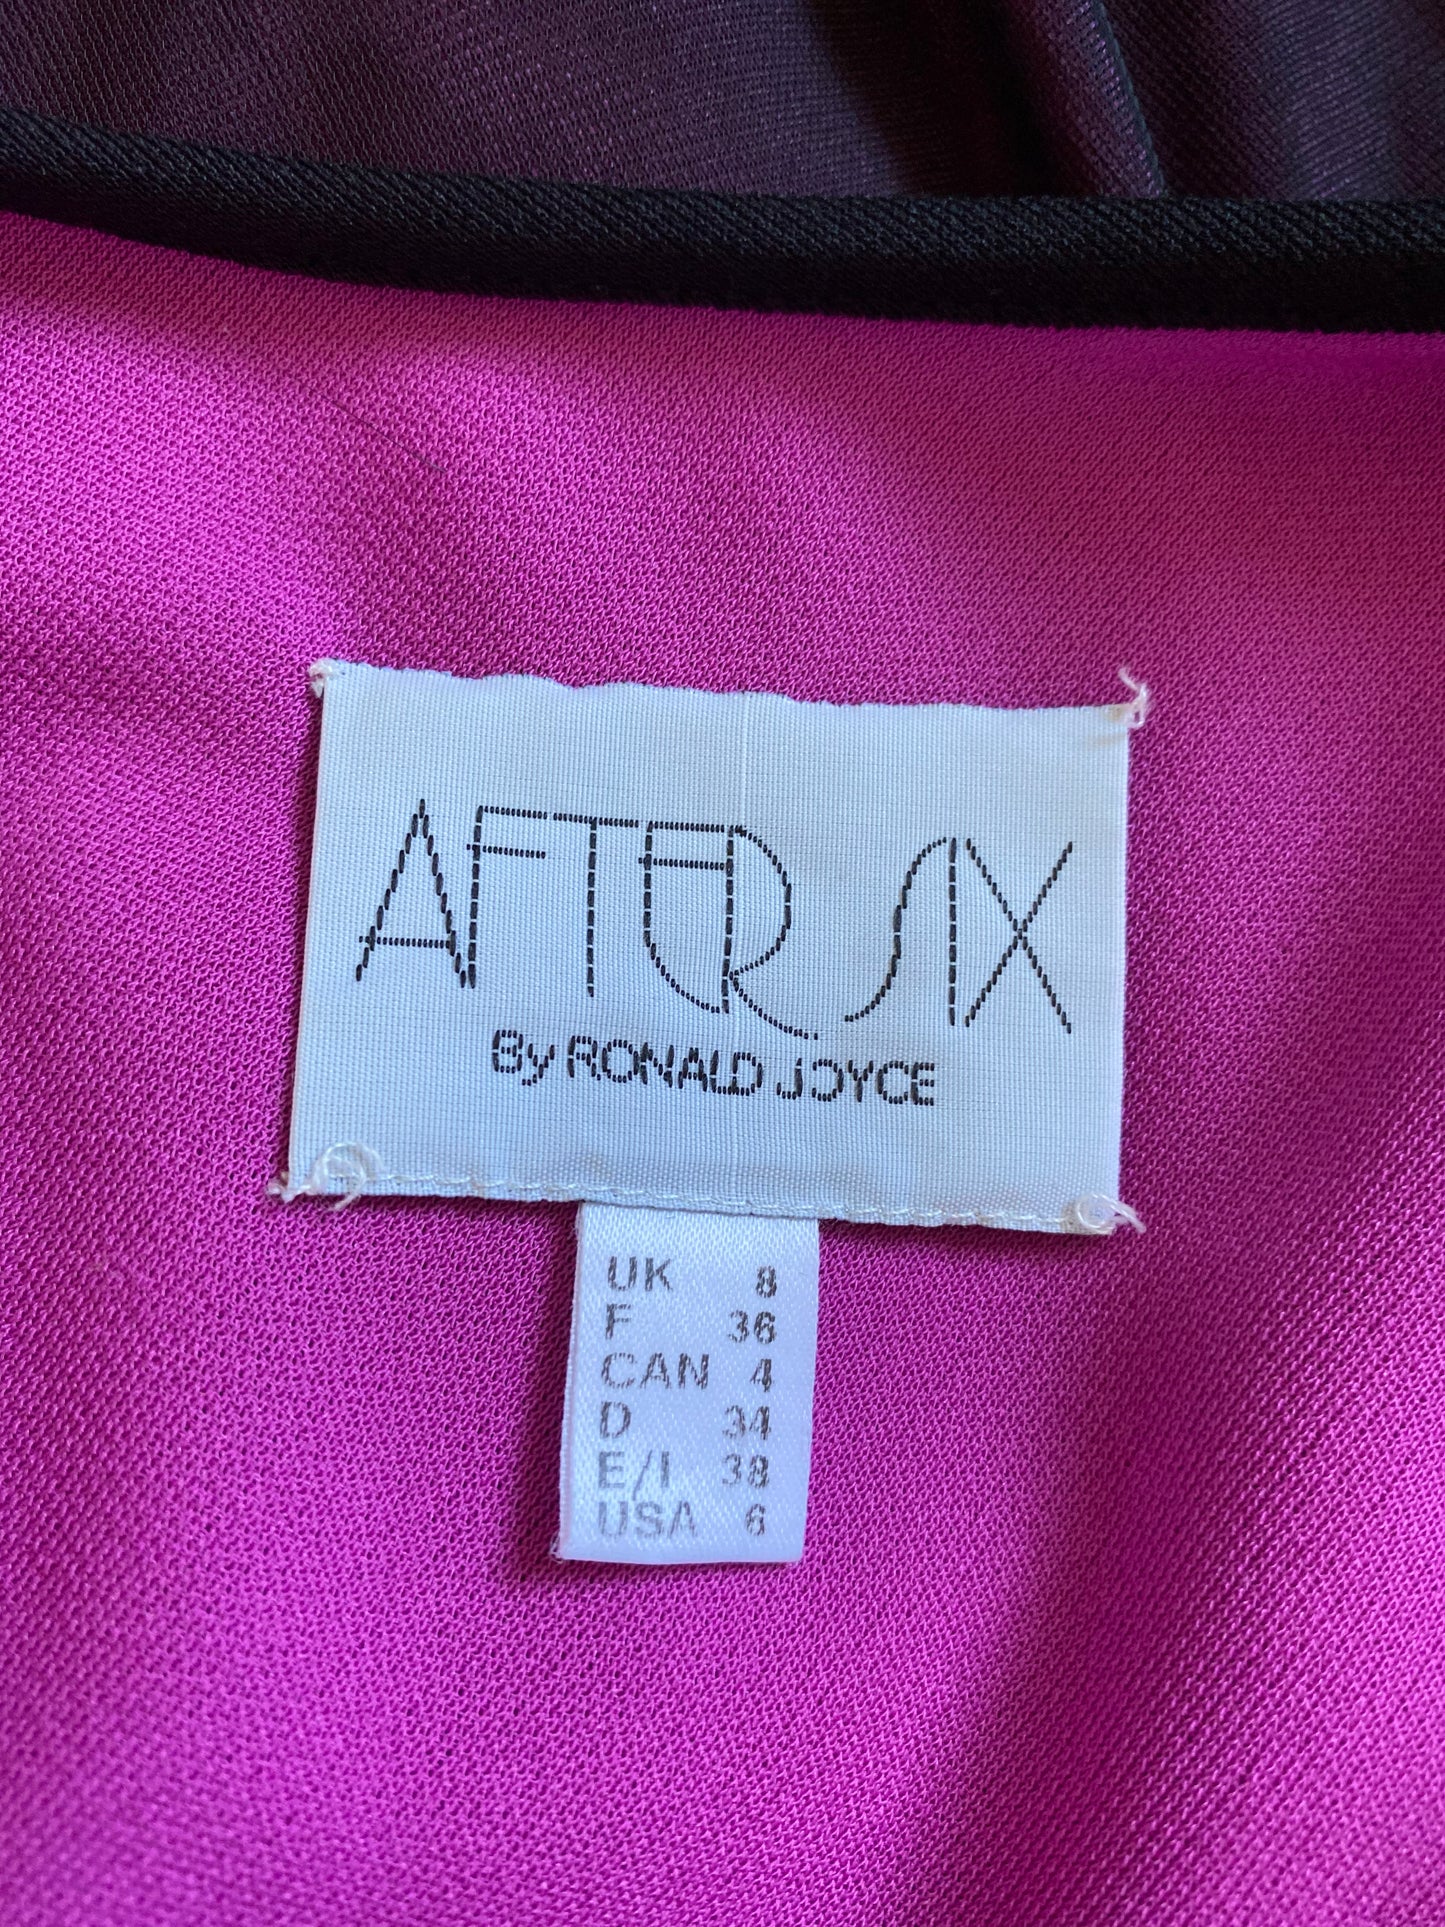 AFTER SIX
By RONALD JOYCE
UK 8
F 36
CAN 4
D 34
E/I 38
USA 6